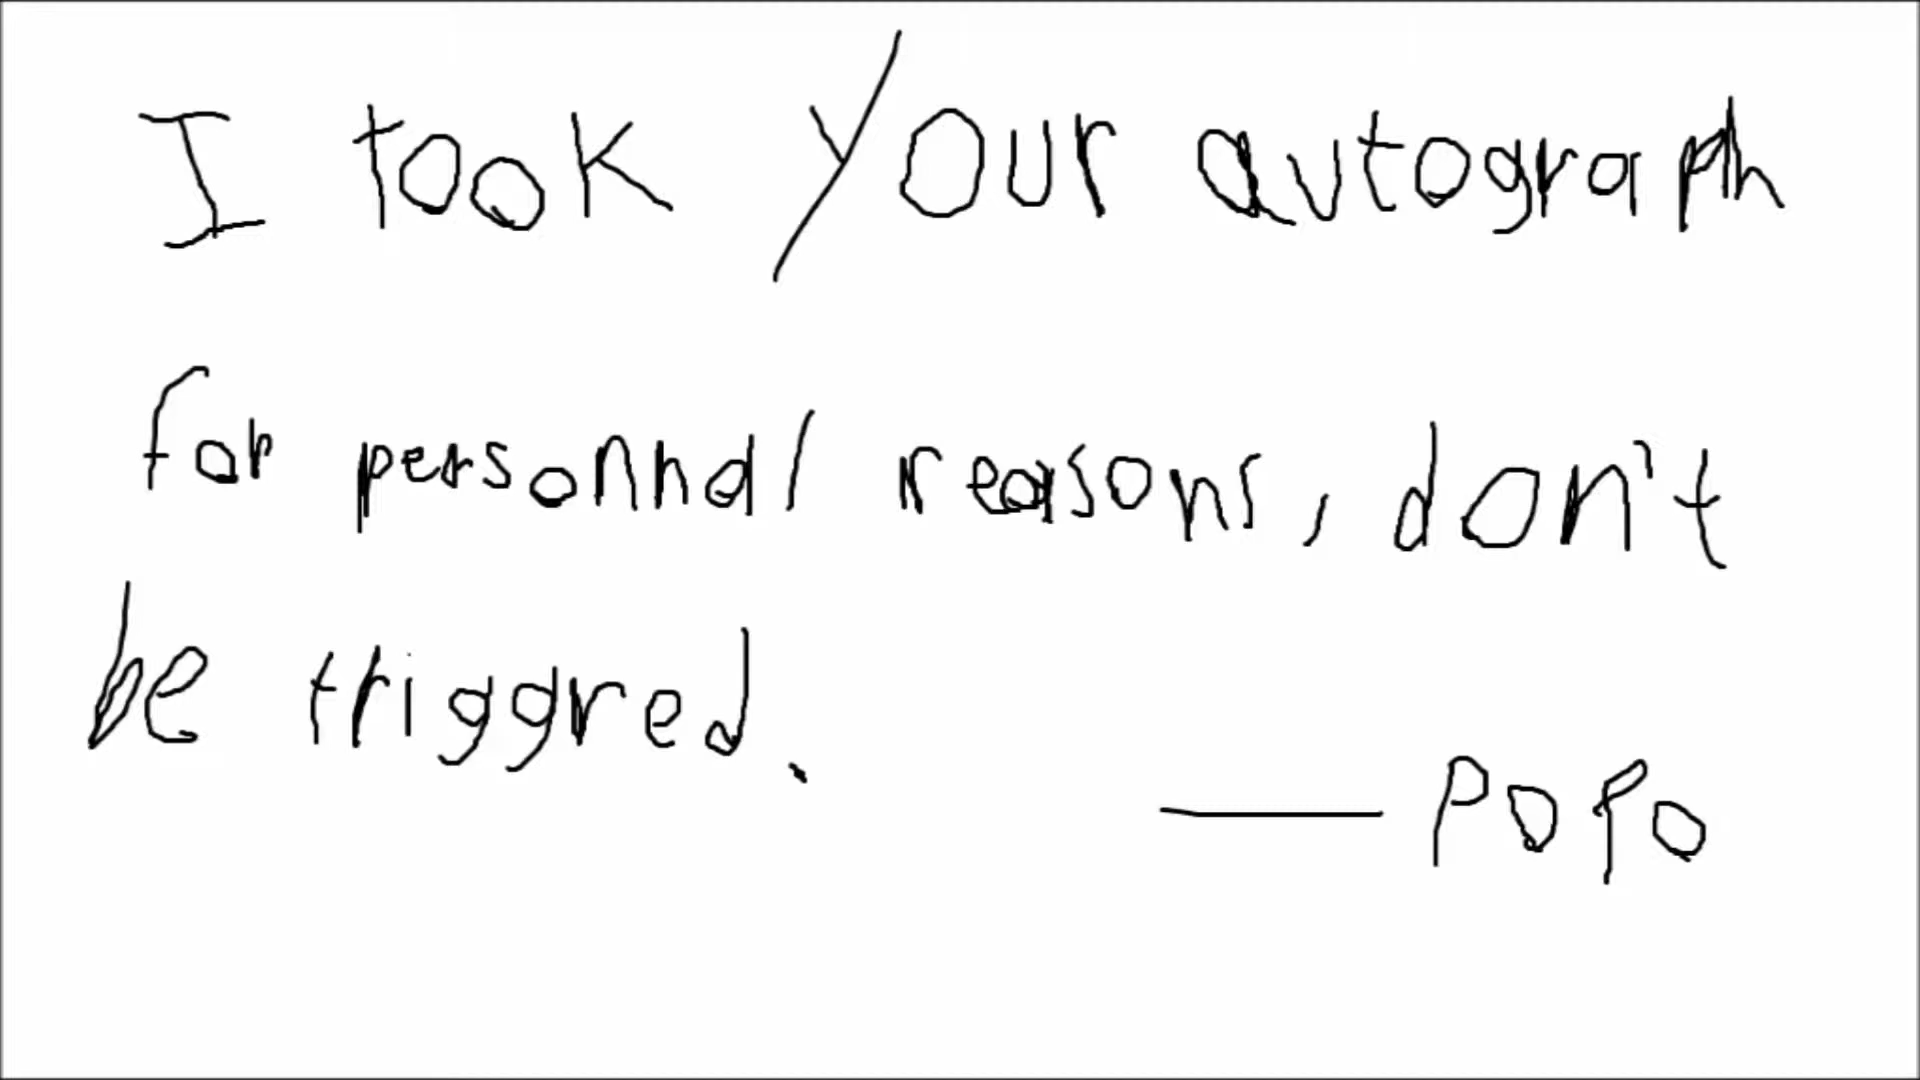 I took your autograph
for personnal reasons, don't
be triggred.
— Popo